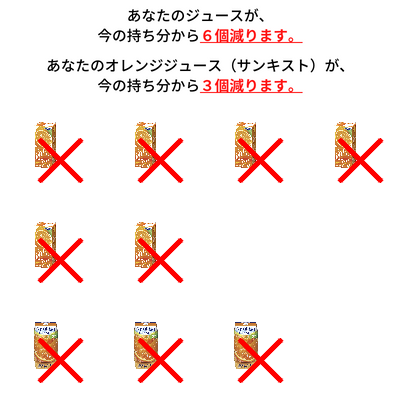 あなたのジュースが、
今の持ち分から６個減ります。
あなたのオレンジジュース（サンキスト）が、
今の持ち分から３個減ります。